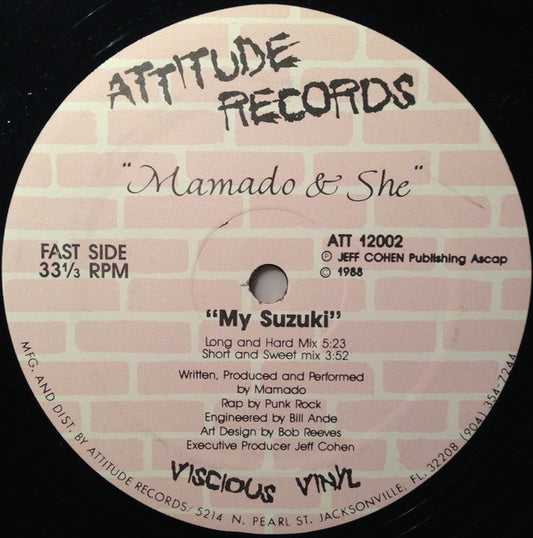 ATTITUDE
RECORDS
"Mamado & She"
FAST SIDE
33⅓ RPM
ATT 12002
Ⓟ JEFF COHEN Publishing Ascap
© 1988
"My Suzuki"
Long and Hard Mix 5:23
Short and Sweet mix 3:52
Written, Produced and Performed
by Mamado
Rap by Punk Rock
Engineered by Bill Ande
Art Design by Bob Reeves
Executive Producer Jeff Cohen
VISCIOUS VINYL
MFG. AND DIST. BY ATTITUDE RECORDS/5214 N. PEARL ST. JACKSONVILLE, FL. 32208 (904) 354-7244